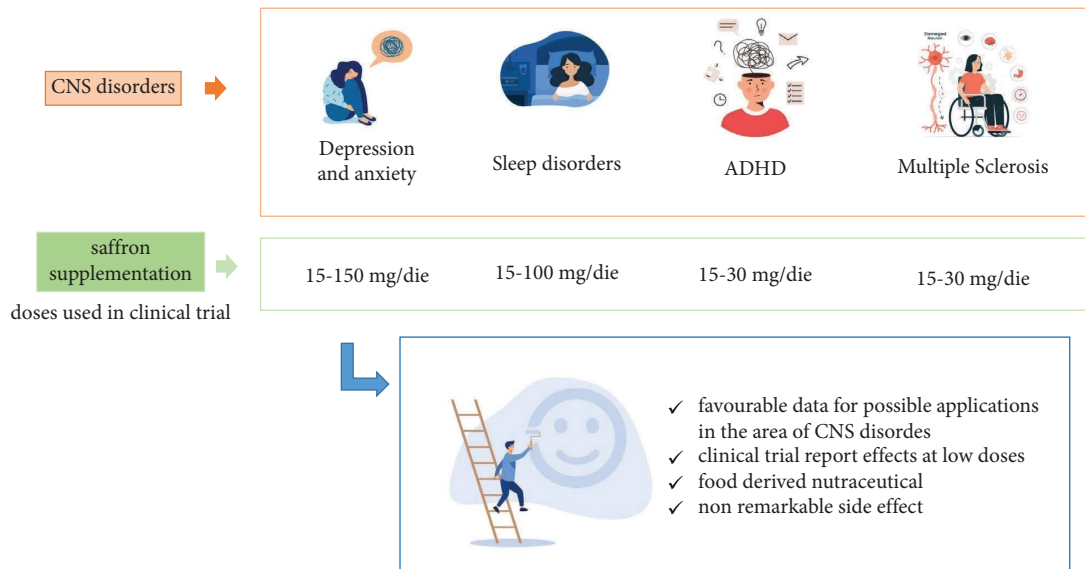 CNS disorders
Damaged
Neuron
Depression
and anxiety
Sleep disorders
ADHD
Multiple Sclerosis
saffron
supplementation
doses used in clinical trial
15-150 mg/die
15-100 mg/die
15-30 mg/die
15-30 mg/die
✓ favourable data for possible applications
in the area of CNS disordes
✓ clinical trial report effects at low doses
✓ food derived nutraceutical
✓ non remarkable side effect